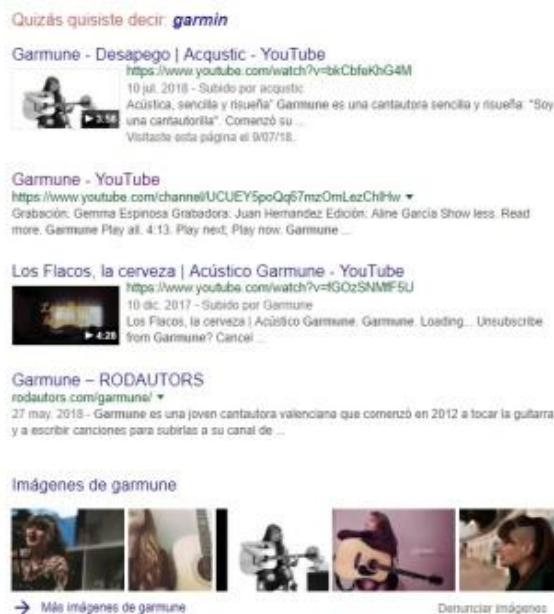 Quizás quisiste decir: garmin
Garmune - Desapego | Acqustic - YouTube
https://www.youtube.com/watch?v=bkCbfeKhG4M
10 jul. 2018 - Subido por acqustic
Acústica, sencilla y risueña" Garmune es una cantautora sencilla y risueña. "Soy
una cantautorilla". Comenzó su ...
Visitaste esta página el 9/07/18.
3:56
Garmune - YouTube
https://www.youtube.com/channel/UCUEY5poQq67mzOmLezChlHw
Grabación: Gemma Espinosa Grabadora: Juan Hernandez Edición: Aline García Show less. Read
more. Garmune Play all. 4:13. Play next; Play now. Garmune ...
Los Flacos, la cerveza | Acústico Garmune - YouTube
https://www.youtube.com/watch?v=fGOzSNMfF5U
10 dic. 2017 - Subido por Garmune
Los Flacos, la cerveza | Acústico Garmune. Garmune. Loading... Unsubscribe
from Garmune? Cancel ...
4:28
Garmune – RODAUTORS
rodautors.com/garmune/
27 may. 2018 - Garmune es una joven cantautora valenciana que comenzó en 2012 a tocar la guitarra
y a escribir canciones para subirlas a su canal de ...
Imágenes de garmune
Más imágenes de garmune
Denunciar imágenes